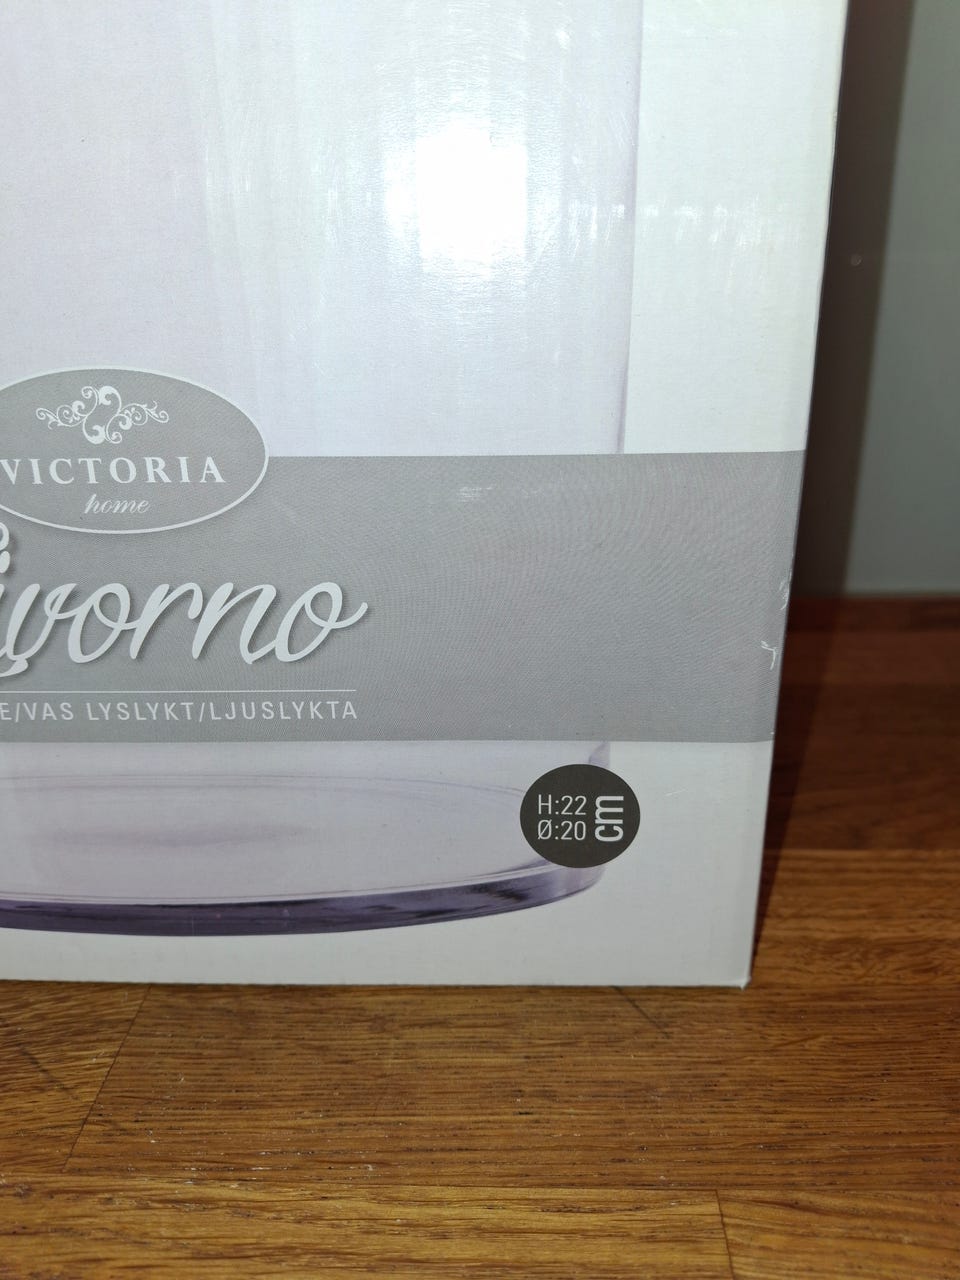 VICTORIA
home
ivorno
E/VAS LYSLYKT/LJUSLYKTA
H:22
Ø:20
cm